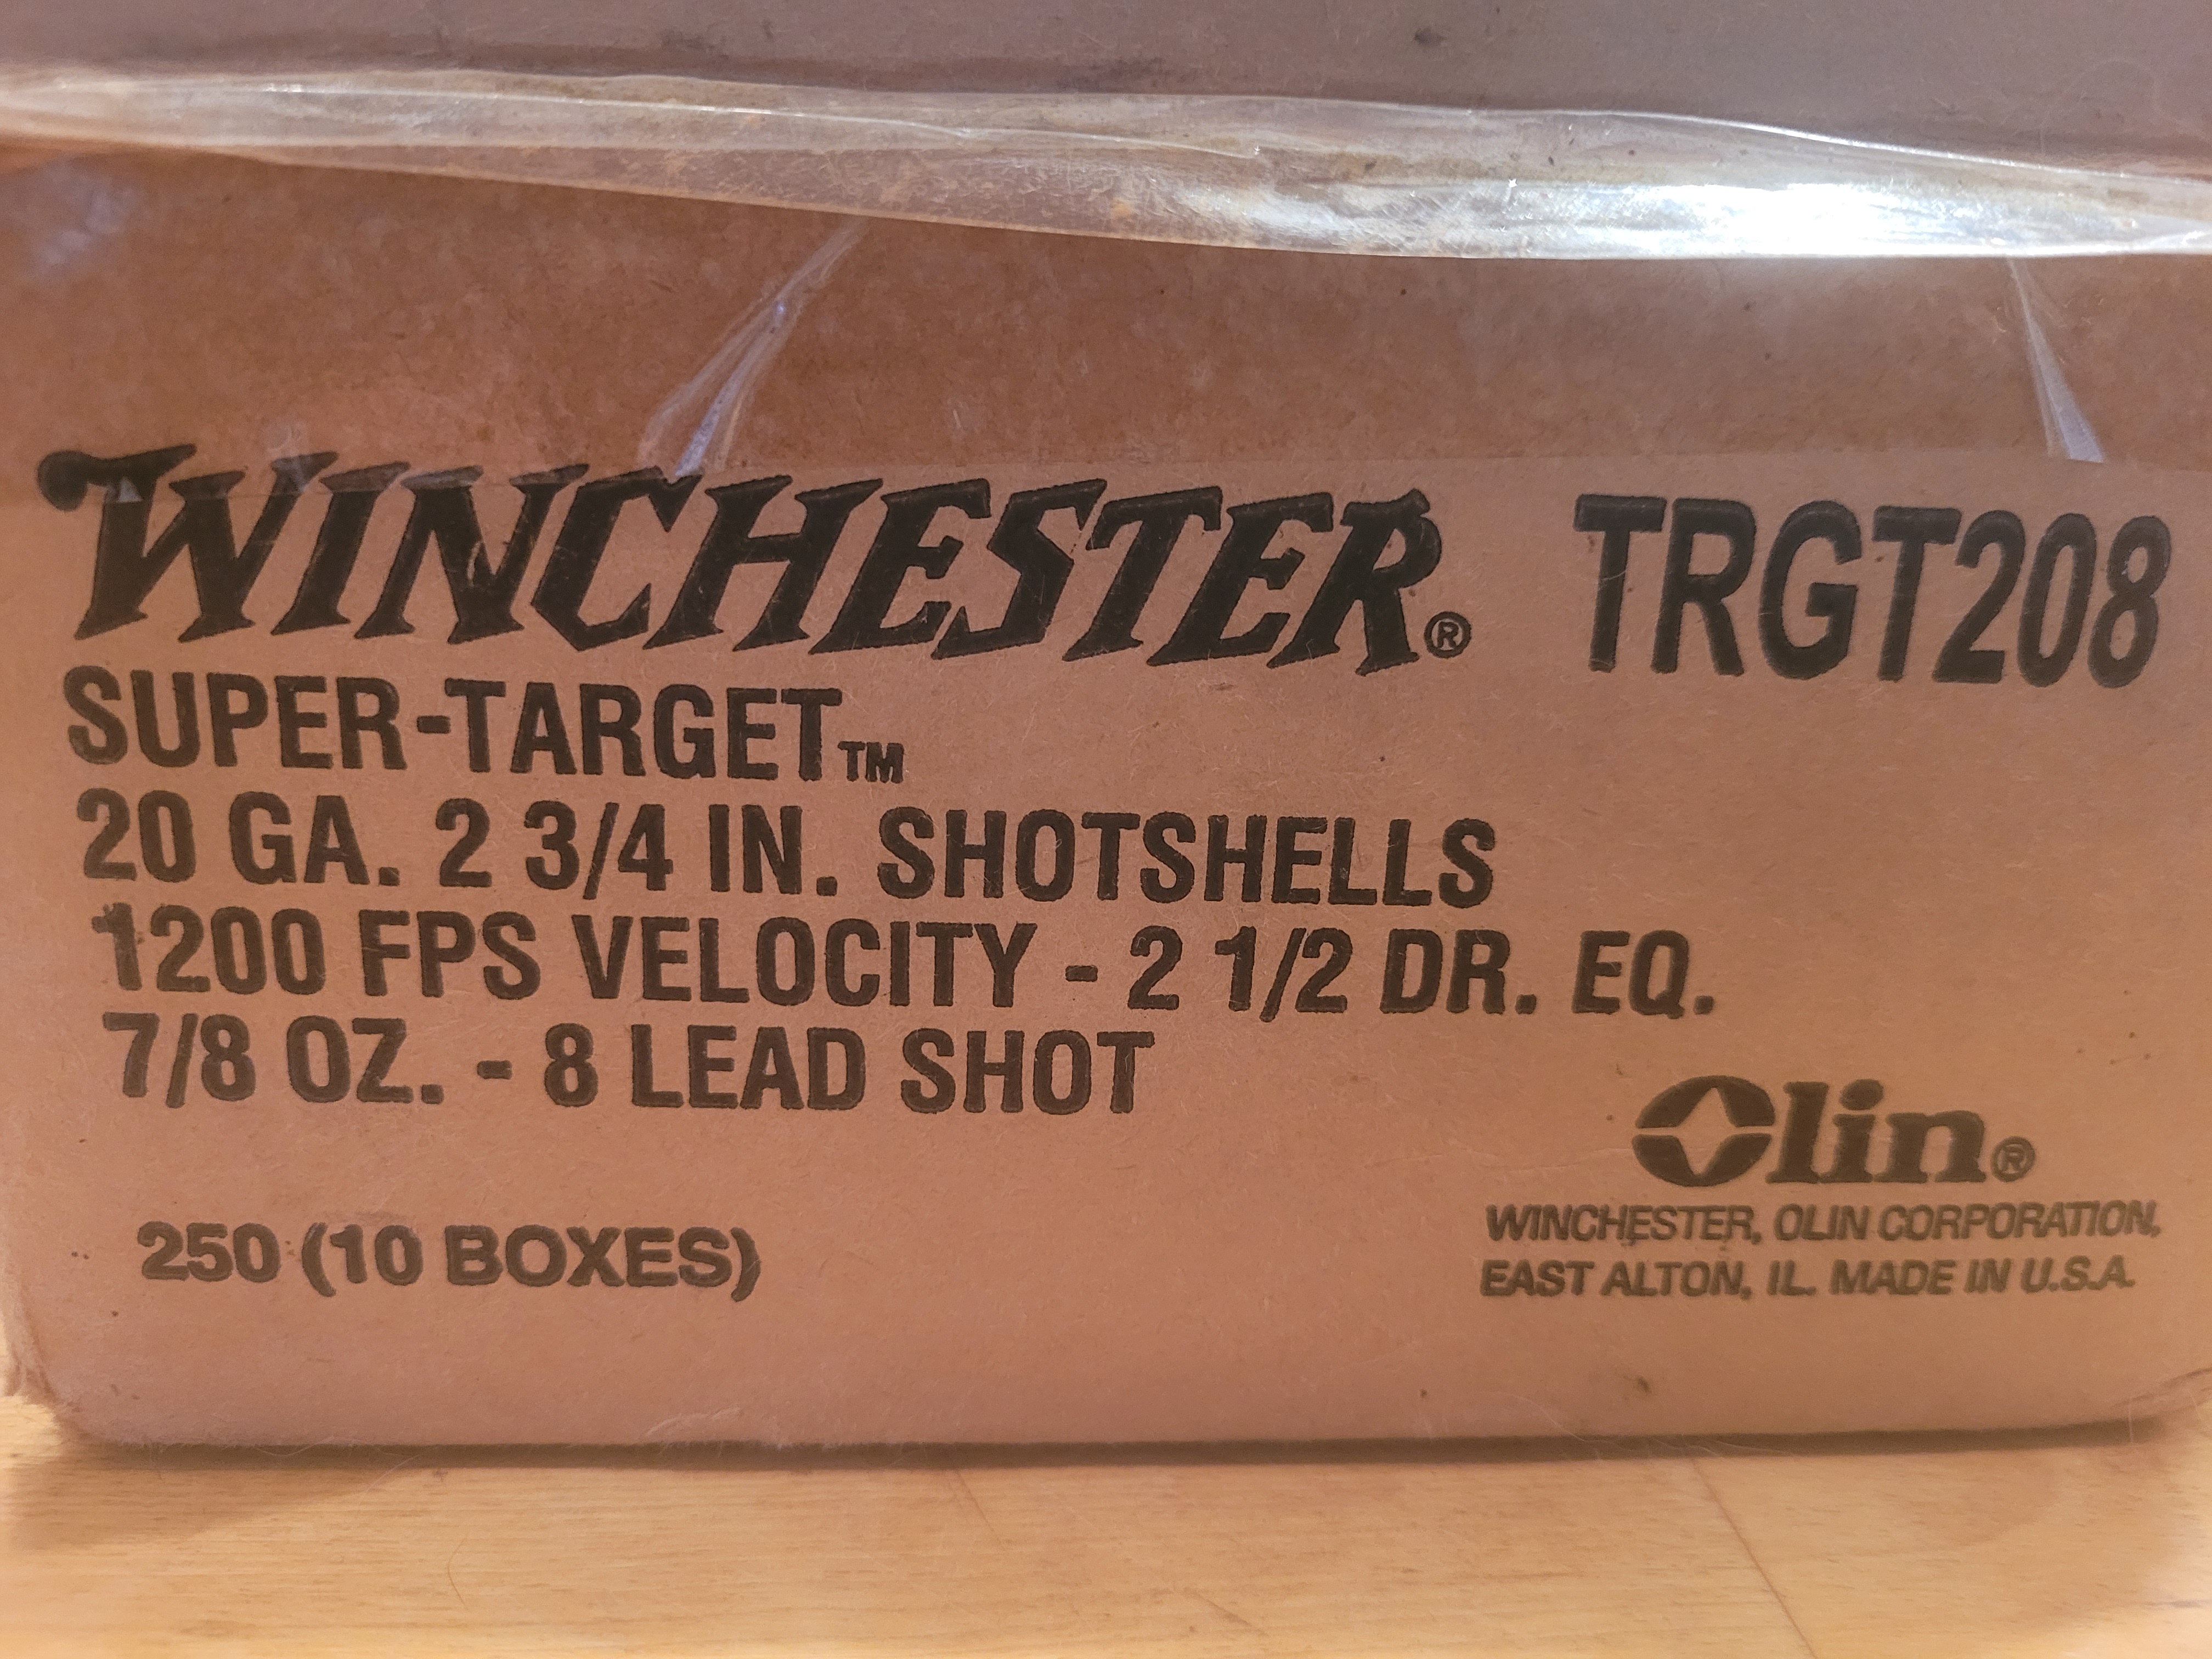 WINCHESTER® TRGT208
SUPER-TARGET™
20 GA. 2 3/4 IN. SHOTSHELLS
1200 FPS VELOCITY - 2 1/2 DR. EQ.
7/8 OZ. - 8 LEAD SHOT
Olin®
WINCHESTER, OLIN CORPORATION,
250 (10 BOXES) EAST ALTON, IL. MADE IN U.S.A.